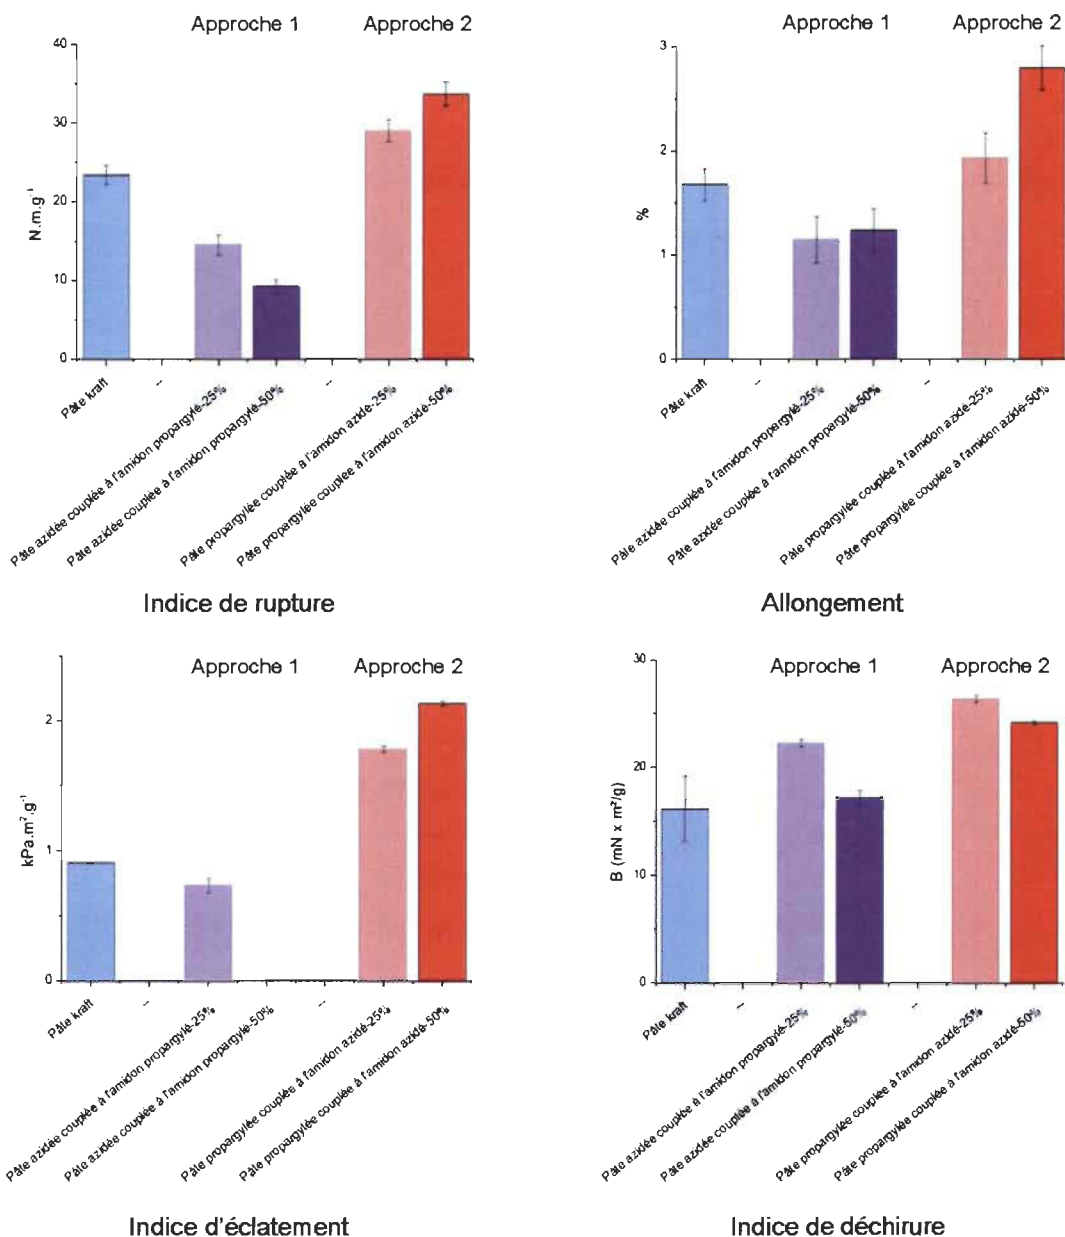 Approche 1 Approche 2
40
30
20
10
0
N.m.g⁻¹
Pâte kraft
--
Pâte azidée couplée à l'amidon propargylé-25%
Pâte azidée couplée à l'amidon propargylé-50%
--
Pâte propargylée couplée à l'amidon azidé-25%
Pâte propargylée couplée à l'amidon azidé-50%
Indice de rupture
Approche 1 Approche 2
3
2
1
0
%
Pâte kraft
--
Pâte azidée couplée à l'amidon propargylé-25%
Pâte azidée couplée à l'amidon propargylé-50%
--
Pâte propargylée couplée à l'amidon azidé-25%
Pâte propargylée couplée à l'amidon azidé-50%
Allongement
Approche 1 Approche 2
2
1
0
kPa.m².g⁻¹
Pâte kraft
--
Pâte azidée couplée à l'amidon propargylé-25%
Pâte azidée couplée à l'amidon propargylé-50%
--
Pâte propargylée couplée à l'amidon azidé-25%
Pâte propargylée couplée à l'amidon azidé-50%
Indice d'éclatement
Approche 1 Approche 2
30
20
10
0
B (mN x m²/g)
Pâte kraft
--
Pâte azidée couplée à l'amidon propargylé-25%
Pâte azidée couplée à l'amidon propargylé-50%
--
Pâte propargylée couplée à l'amidon azidé-25%
Pâte propargylée couplée à l'amidon azidé-50%
Indice de déchirure